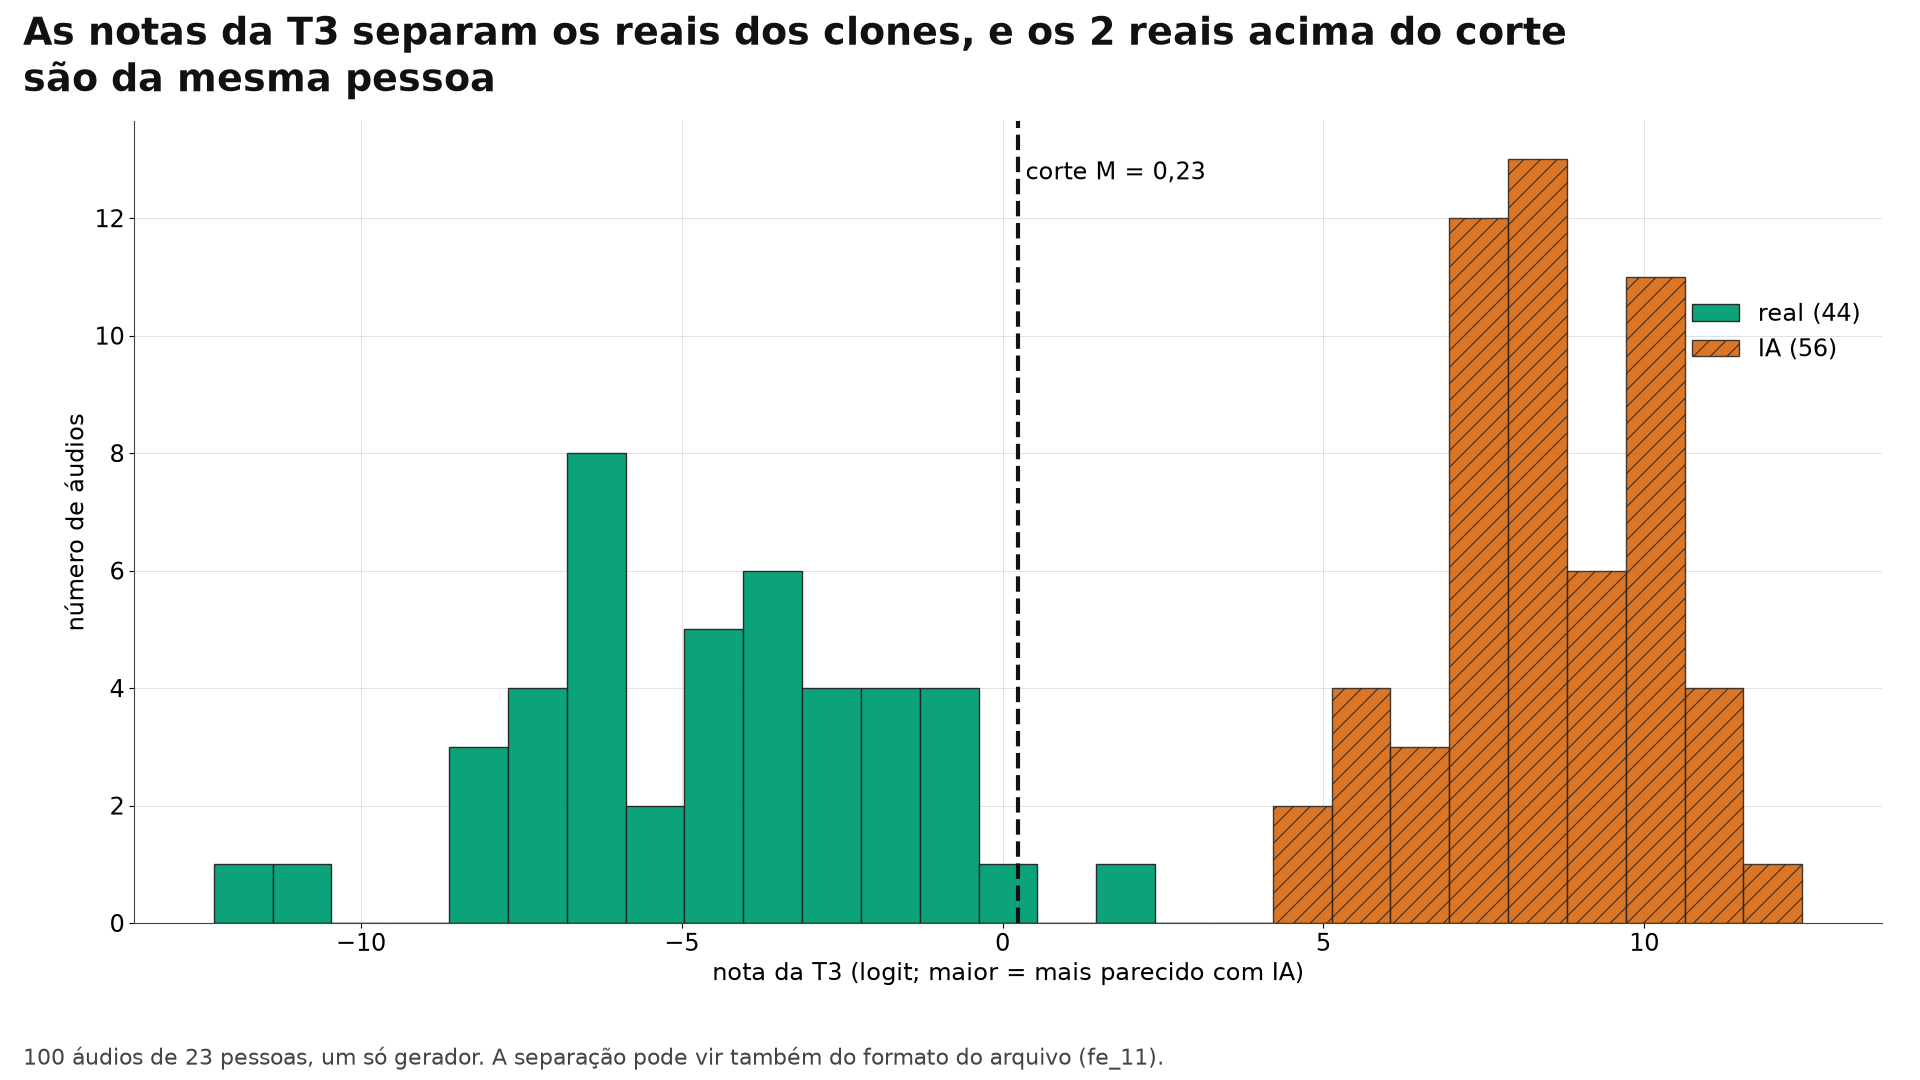 As notas da T3 separam os reais dos clones, e os 2 reais acima do corte
são da mesma pessoa
corte M = 0,23
real (44)
IA (56)
número de áudios
12
10
8
6
4
2
0
−10
−5
0
5
10
nota da T3 (logit; maior = mais parecido com IA)
100 áudios de 23 pessoas, um só gerador. A separação pode vir também do formato do arquivo (fe_11).